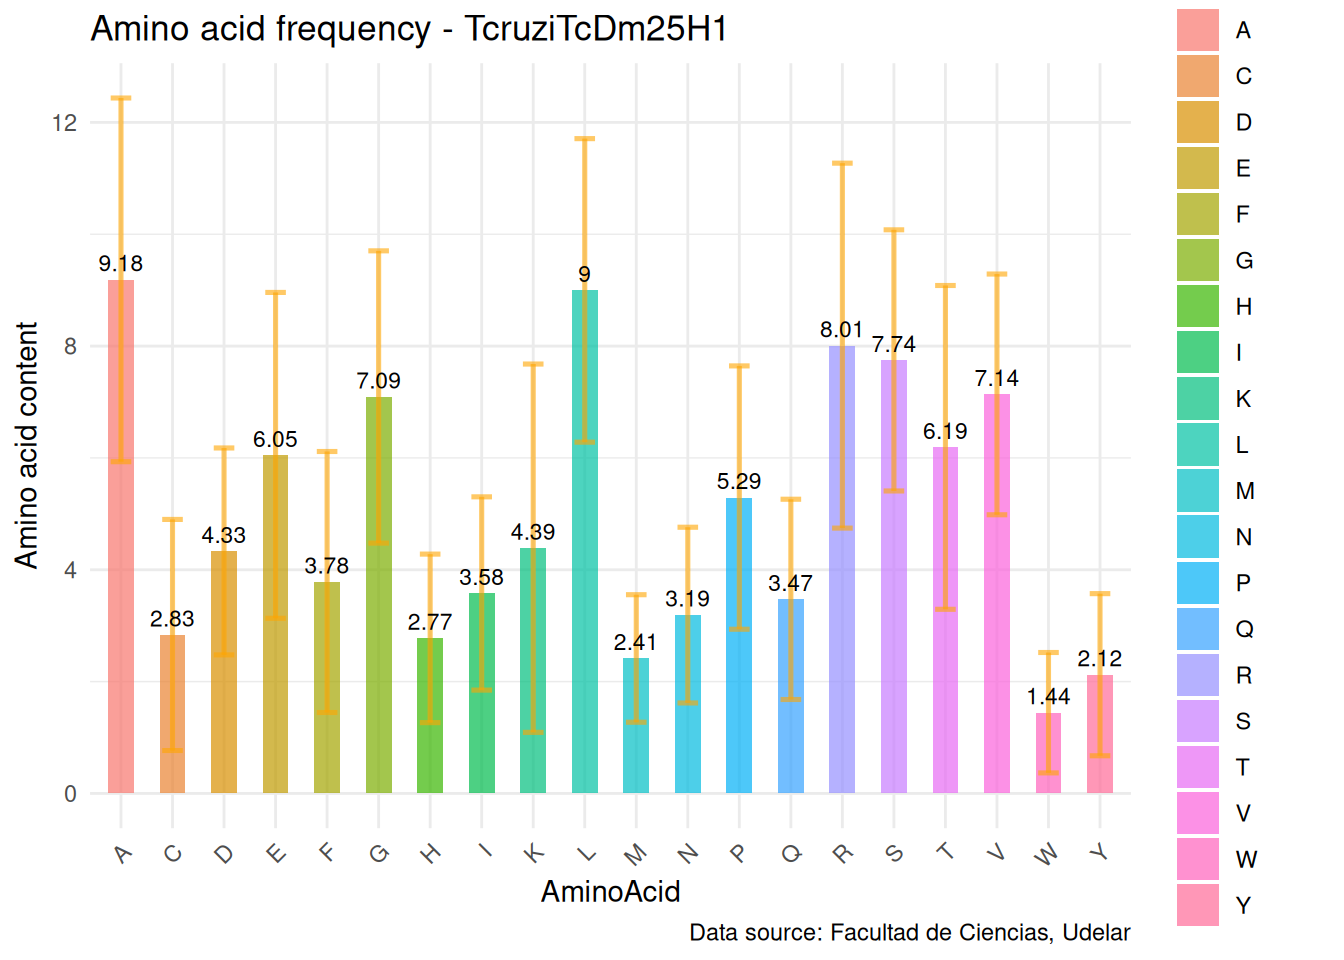 Amino acid frequency - TcruziTcDm25H1
Amino acid content
12
8
4
0
9.18
2.83
4.33
6.05
3.78
7.09
2.77
3.58
4.39
9
2.41
3.19
5.29
3.47
8.01
7.74
6.19
7.14
1.44
2.12
A C D E F G H I K L M N P Q R S T V W Y
AminoAcid
Data source: Facultad de Ciencias, Udelar
A
C
D
E
F
G
H
I
K
L
M
N
P
Q
R
S
T
V
W
Y